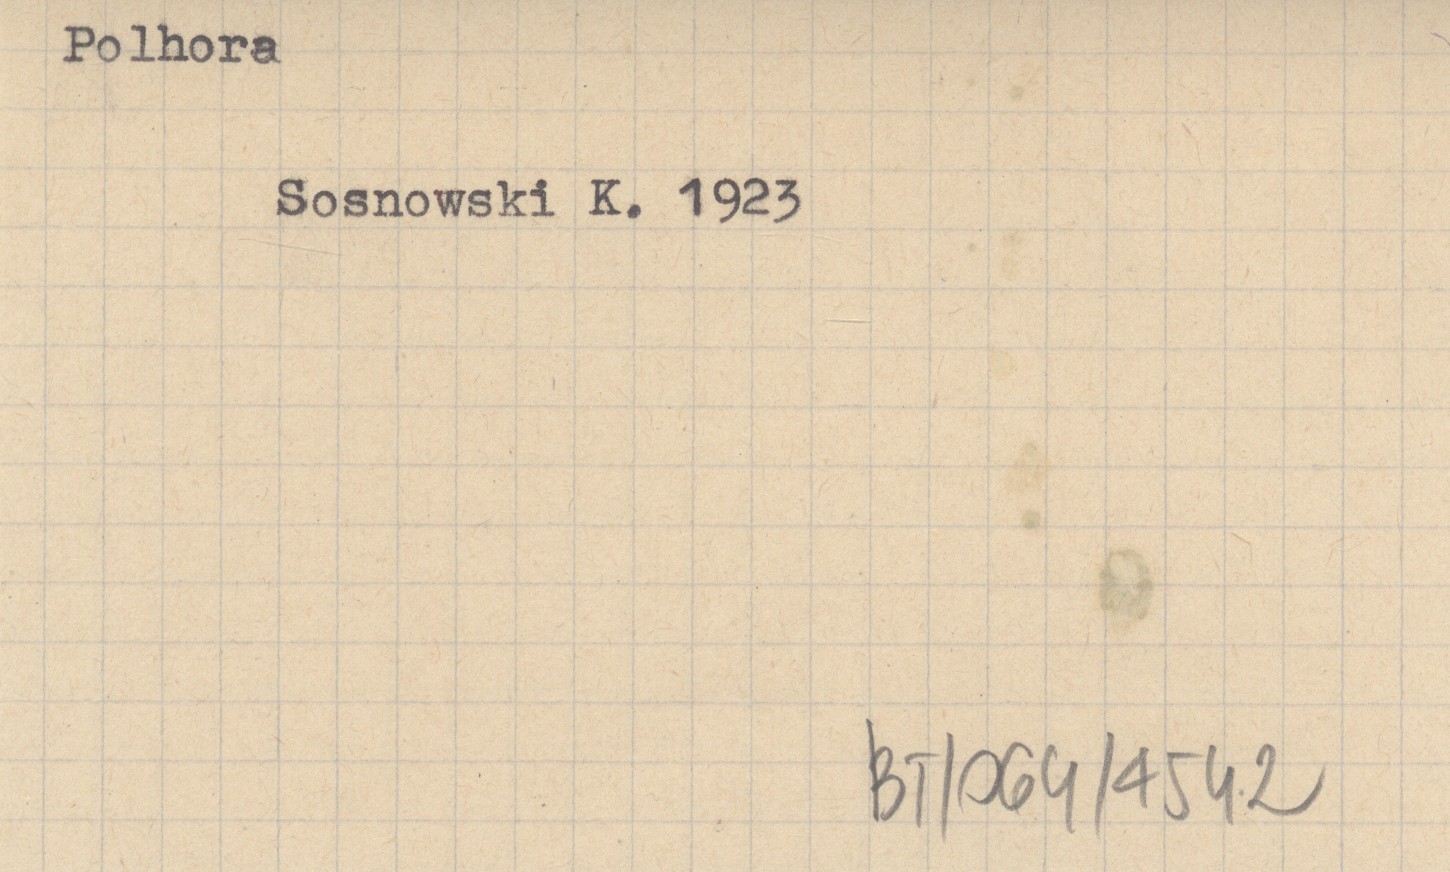 Polhora
Sosnowski K. 1923
BT/064/454.2